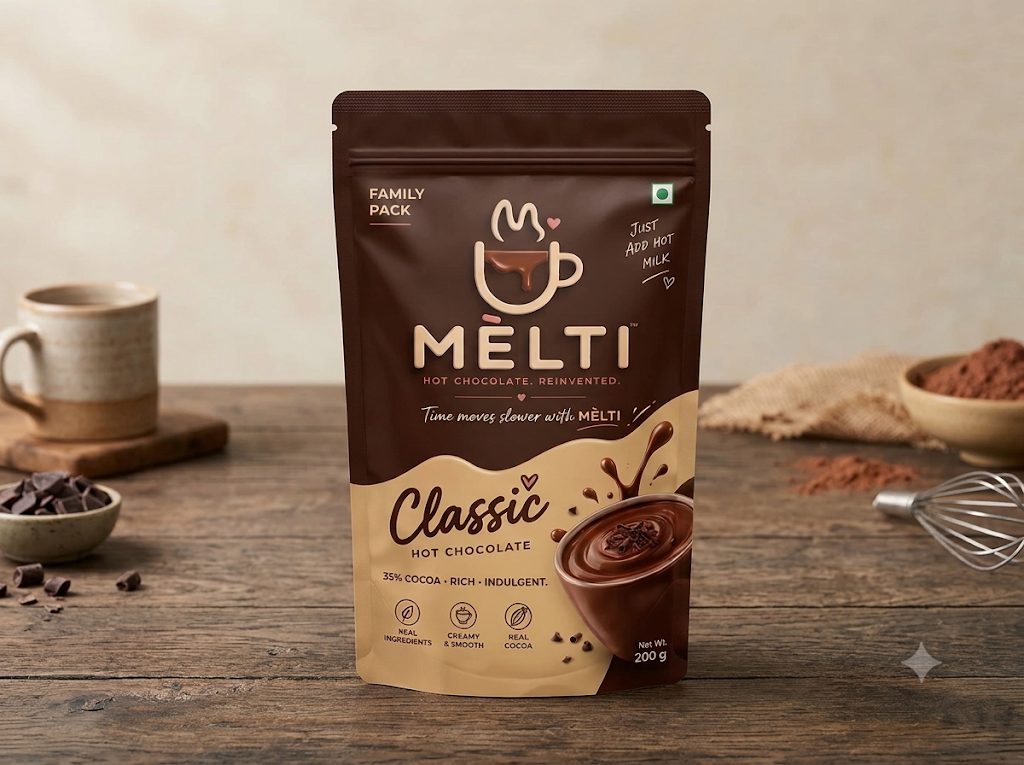 FAMILY
PACK
JUST
ADD HOT
MILK
MÈLTI™
HOT CHOCOLATE. REINVENTED.
Time moves slower with MÈLTI
Classic
HOT CHOCOLATE
35% COCOA • RICH • INDULGENT.
NEAL
INGREDIENTS
CREAMY
& SMOOTH
REAL
COCOA
Net Wt.
200 g